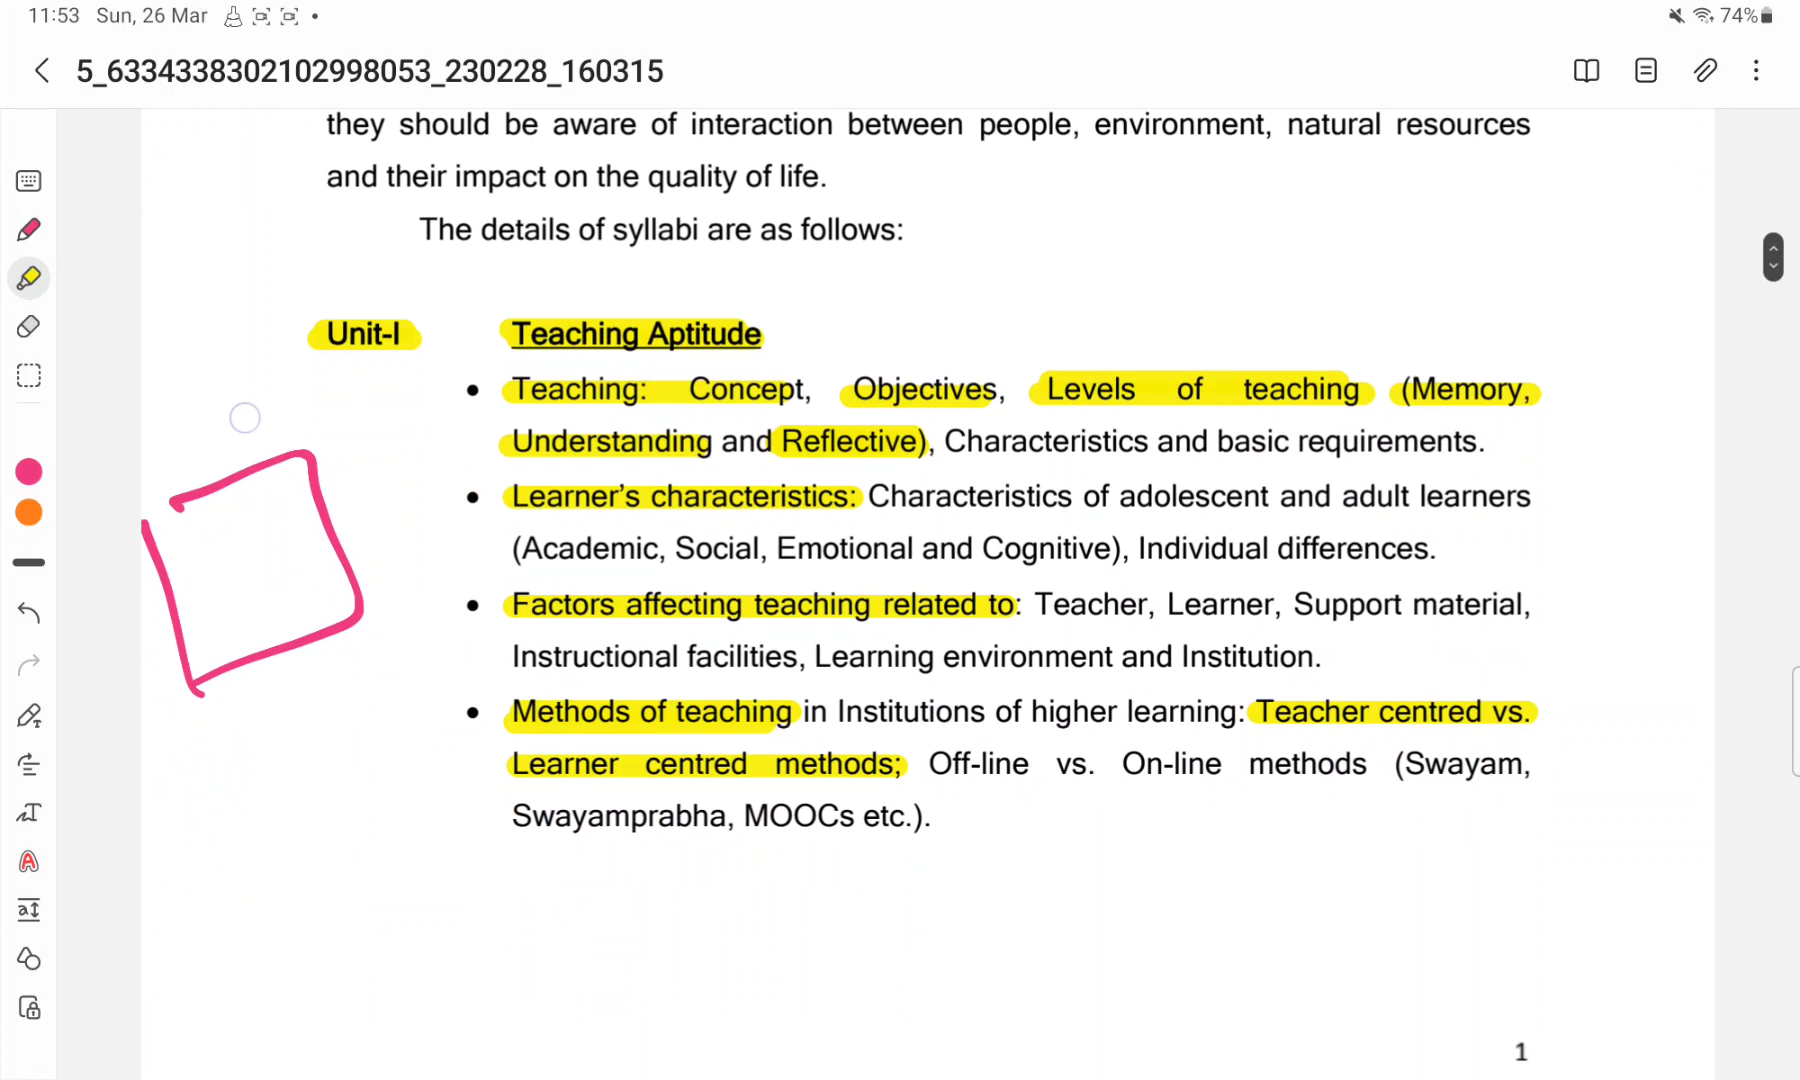 11:53 Sun, 26 Mar 74%
5_6334338302102998053_230228_160315
they should be aware of interaction between people, environment, natural resources
and their impact on the quality of life.
The details of syllabi are as follows:
Unit-I Teaching Aptitude
• Teaching: Concept, Objectives, Levels of teaching (Memory,
Understanding and Reflective), Characteristics and basic requirements.
• Learner's characteristics: Characteristics of adolescent and adult learners
(Academic, Social, Emotional and Cognitive), Individual differences.
• Factors affecting teaching related to: Teacher, Learner, Support material,
Instructional facilities, Learning environment and Institution.
• Methods of teaching in Institutions of higher learning: Teacher centred vs.
Learner centred methods; Off-line vs. On-line methods (Swayam,
Swayamprabha, MOOCs etc.).
1